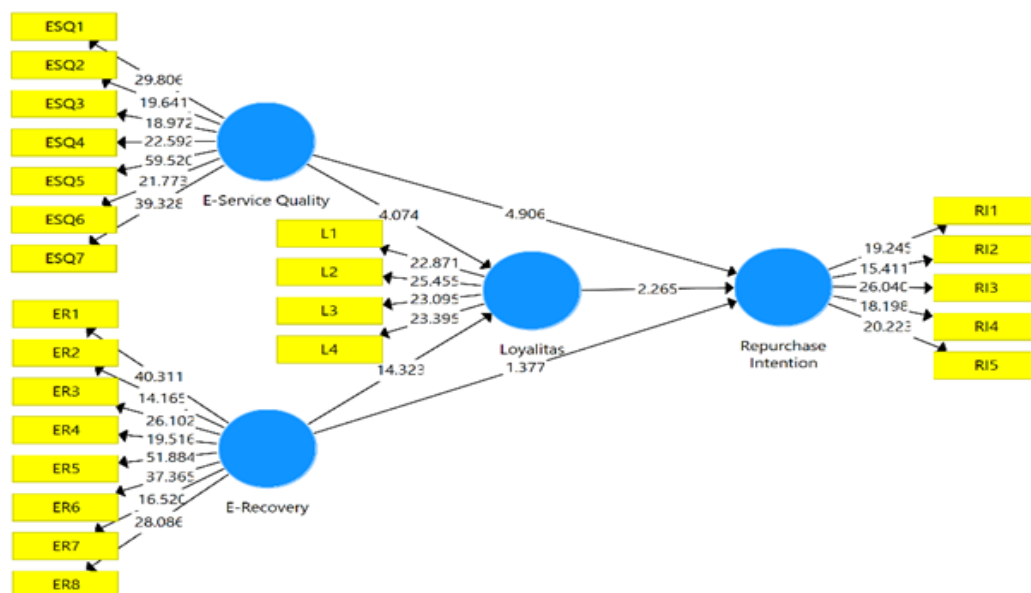 ESQ1
ESQ2
ESQ3
ESQ4
ESQ5
ESQ6
ESQ7
29.806
19.641
18.972
22.592
59.520
21.773
39.328
E-Service Quality
4.074
4.906
L1
L2
L3
L4
22.871
25.455
23.095
23.395
Loyalitas
2.265
14.323
1.377
ER1
ER2
ER3
ER4
ER5
ER6
ER7
ER8
40.311
14.165
26.102
19.516
51.884
37.365
16.520
28.086
E-Recovery
Repurchase
Intention
19.245
15.411
26.040
18.198
20.223
RI1
RI2
RI3
RI4
RI5